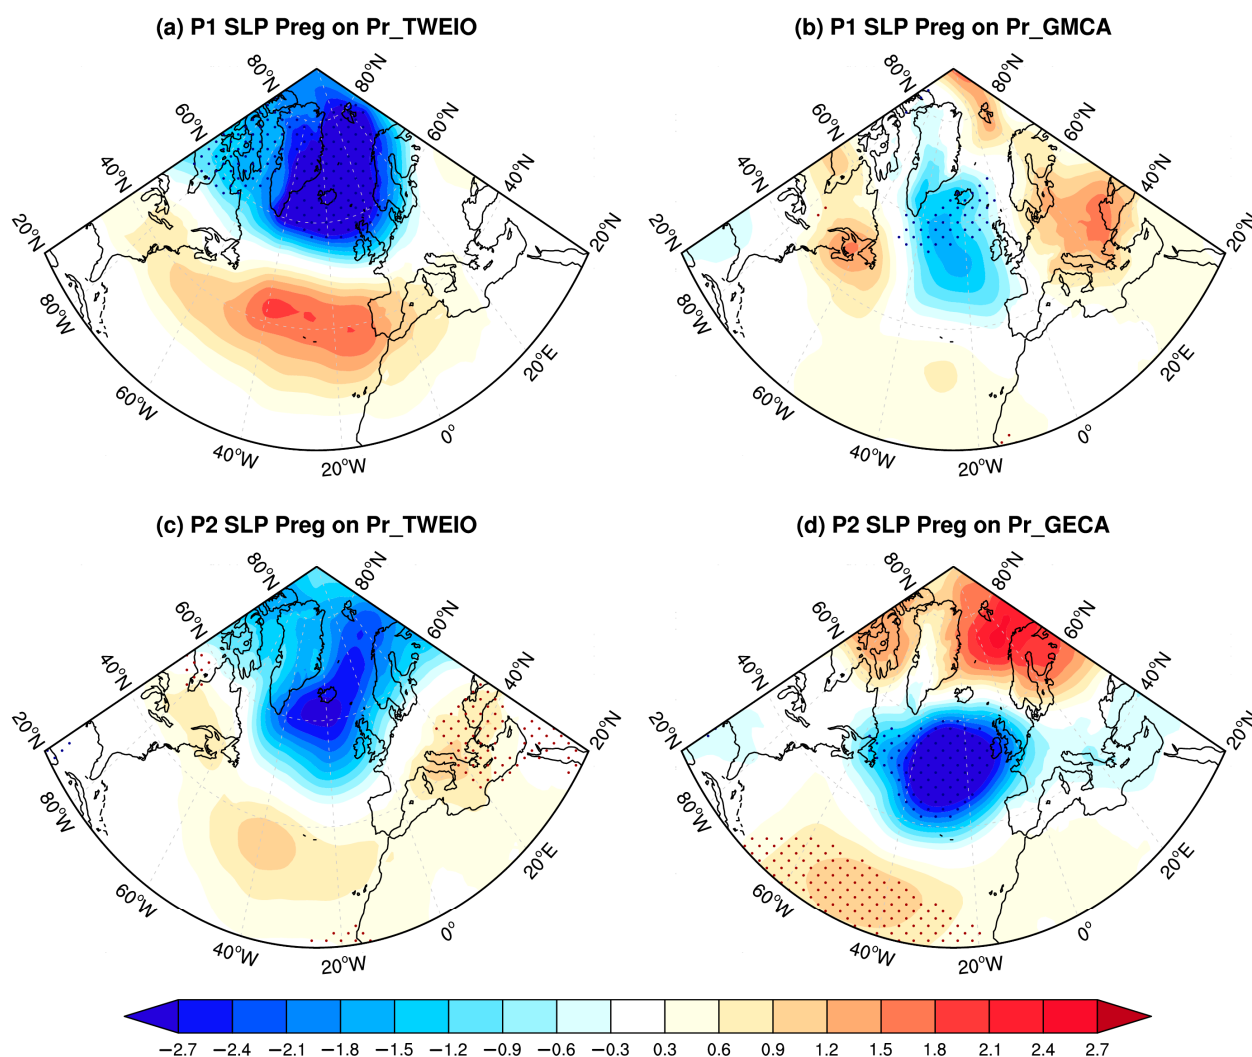 (a) P1 SLP Preg on Pr_TWEIO
(b) P1 SLP Preg on Pr_GMCA
80°N 80°N
60°N 60°N
40°N 40°N
20°N 20°N
80°W 20°E
60°W 0°
40°W 20°W
80°N 80°N
60°N 60°N
40°N 40°N
20°N 20°N
80°W 20°E
60°W 0°
40°W 20°W
(c) P2 SLP Preg on Pr_TWEIO
(d) P2 SLP Preg on Pr_GECA
80°N 80°N
60°N 60°N
40°N 40°N
20°N 20°N
80°W 20°E
60°W 0°
40°W 20°W
80°N 80°N
60°N 60°N
40°N 40°N
20°N 20°N
80°W 20°E
60°W 0°
40°W 20°W
−2.7 −2.4 −2.1 −1.8 −1.5 −1.2 −0.9 −0.6 −0.3 0.3 0.6 0.9 1.2 1.5 1.8 2.1 2.4 2.7